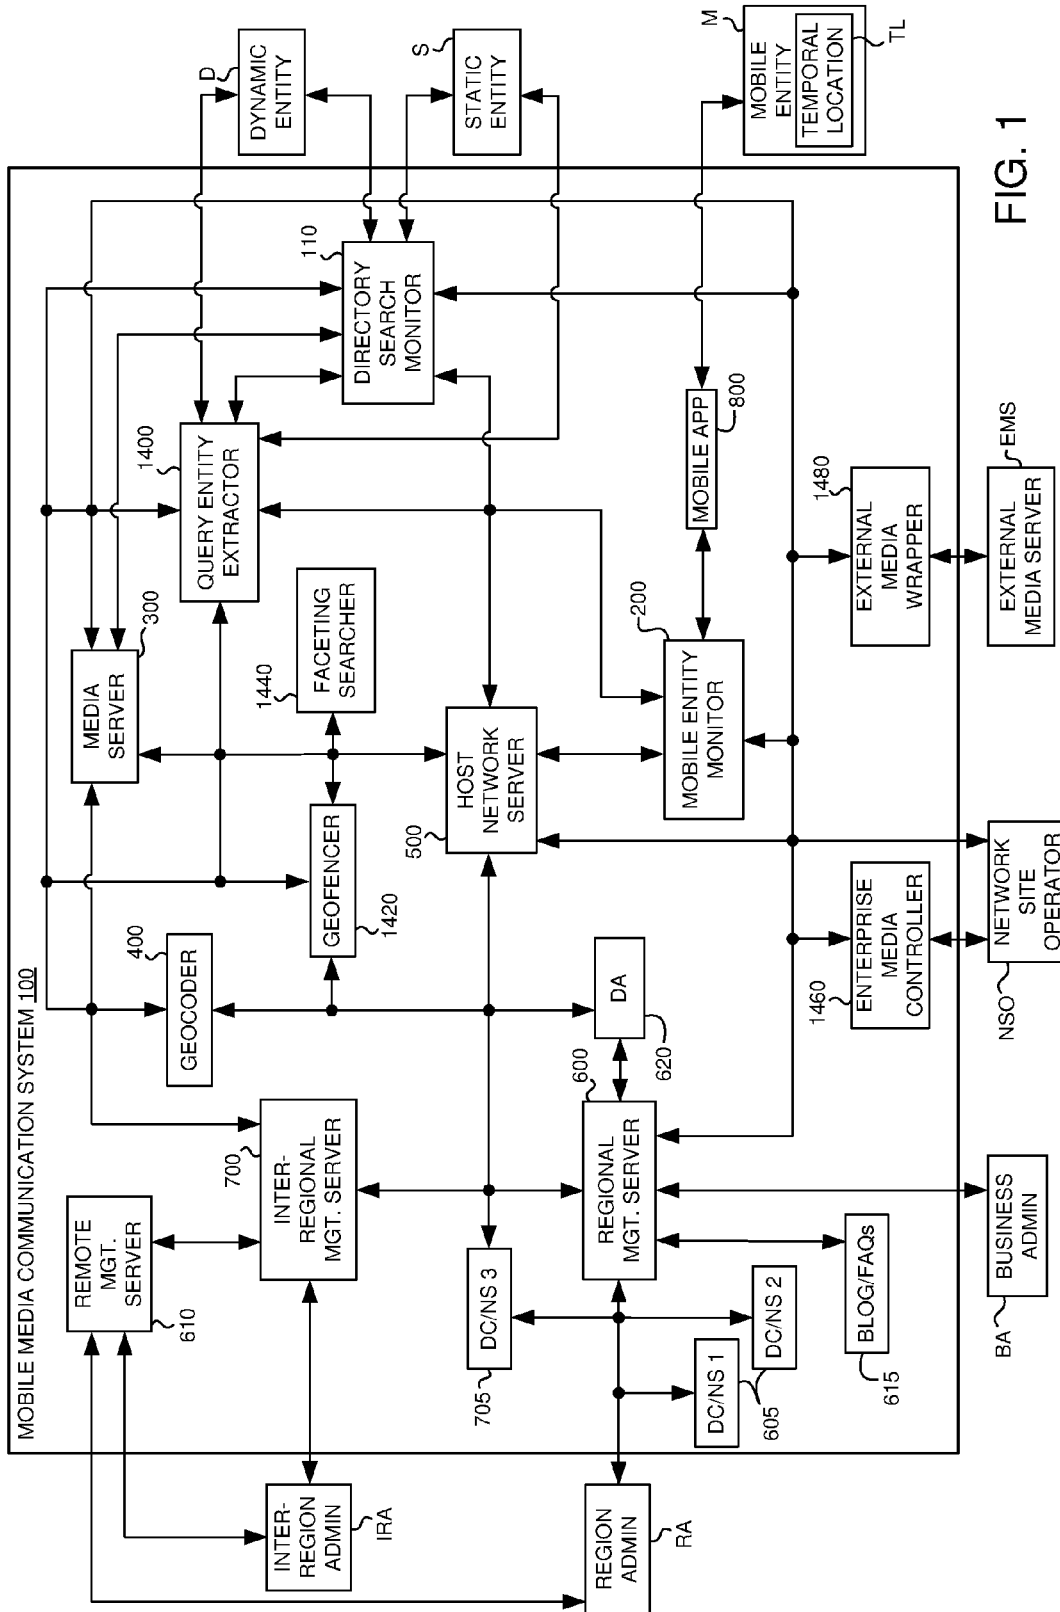 MOBILE MEDIA COMMUNICATION SYSTEM 100
REMOTE
MGT.
SERVER
610
INTER-
REGION
ADMIN
IRA
REGION
ADMIN
RA
INTER-
REGIONAL
MGT. SERVER
700
DC/NS 3
705
DC/NS 1
DC/NS 2
605
BLOG/FAQs
615
BUSINESS
ADMIN
BA
REGIONAL
MGT. SERVER
600
DA
620
GEOCODER
400
GEOFENCER
1420
MEDIA
SERVER
300
FACETING
SEARCHER
1440
HOST
NETWORK
SERVER
500
ENTERPRISE
MEDIA
CONTROLLER
1460
NETWORK
SITE
OPERATOR
NSO
QUERY ENTITY
EXTRACTOR
1400
DIRECTORY
SEARCH
MONITOR
110
MOBILE ENTITY
MONITOR
200
MOBILE APP
800
EXTERNAL
MEDIA
WRAPPER
1480
EXTERNAL
MEDIA SERVER
EMS
DYNAMIC
ENTITY
D
STATIC
ENTITY
S
MOBILE
ENTITY
M
TEMPORAL
LOCATION
TL
FIG. 1